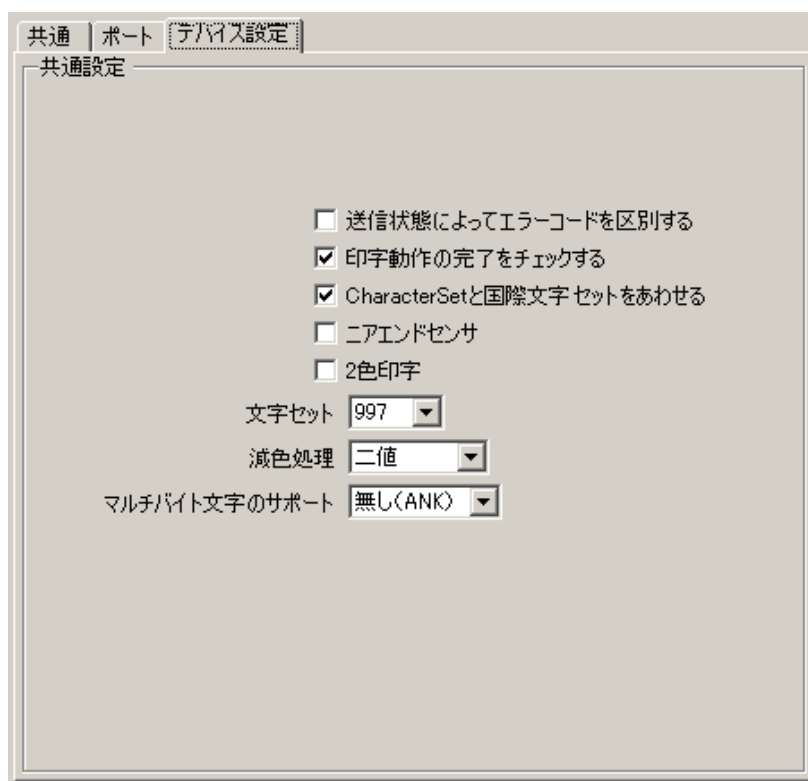 共通 ポート デバイス設定
共通設定
送信状態によってエラーコードを区別する
印字動作の完了をチェックする
CharacterSetと国際文字セットをあわせる
ニアエンドセンサ
2色印字
文字セット 997
減色処理 二値
マルチバイト文字のサポート 無し(ANK)